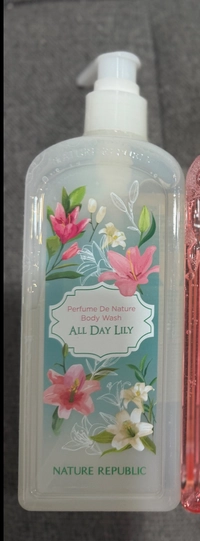 Perfume De Nature
Body Wash
ALL DAY LILY
NATURE REPUBLIC